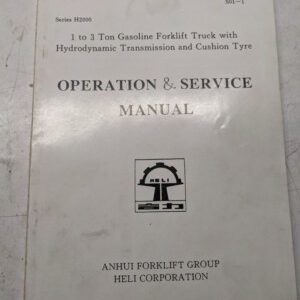 301-1
Series H2000
1 to 3 Ton Gasoline Forklift Truck with
Hydrodynamic Transmission and Cushion Tyre
OPERATION & SERVICE
MANUAL
HELI
ANHUI FORKLIFT GROUP
HELI CORPORATION